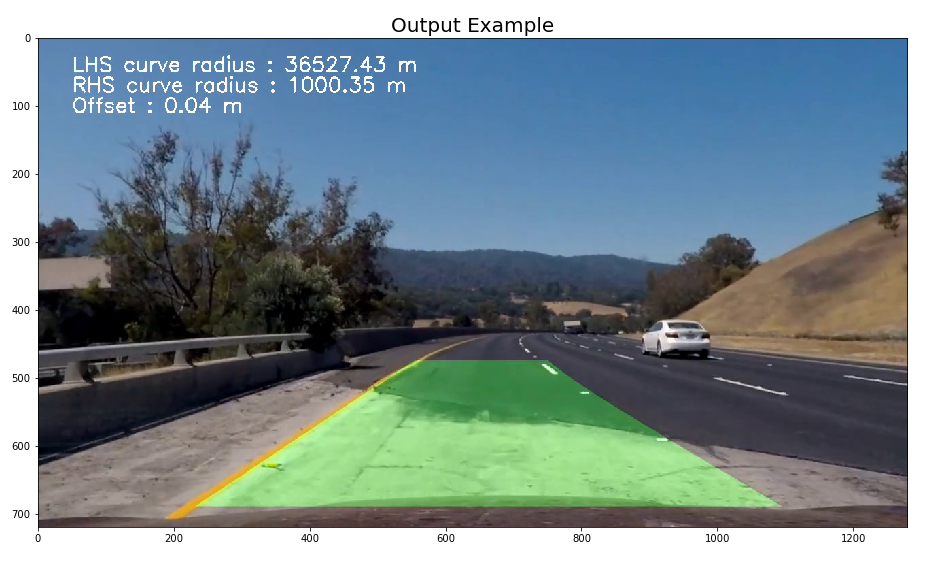 Output Example
LHS curve radius : 36527.43 m
RHS curve radius : 1000.35 m
Offset : 0.04 m
0
100
200
300
400
500
600
700
0 200 400 600 800 1000 1200